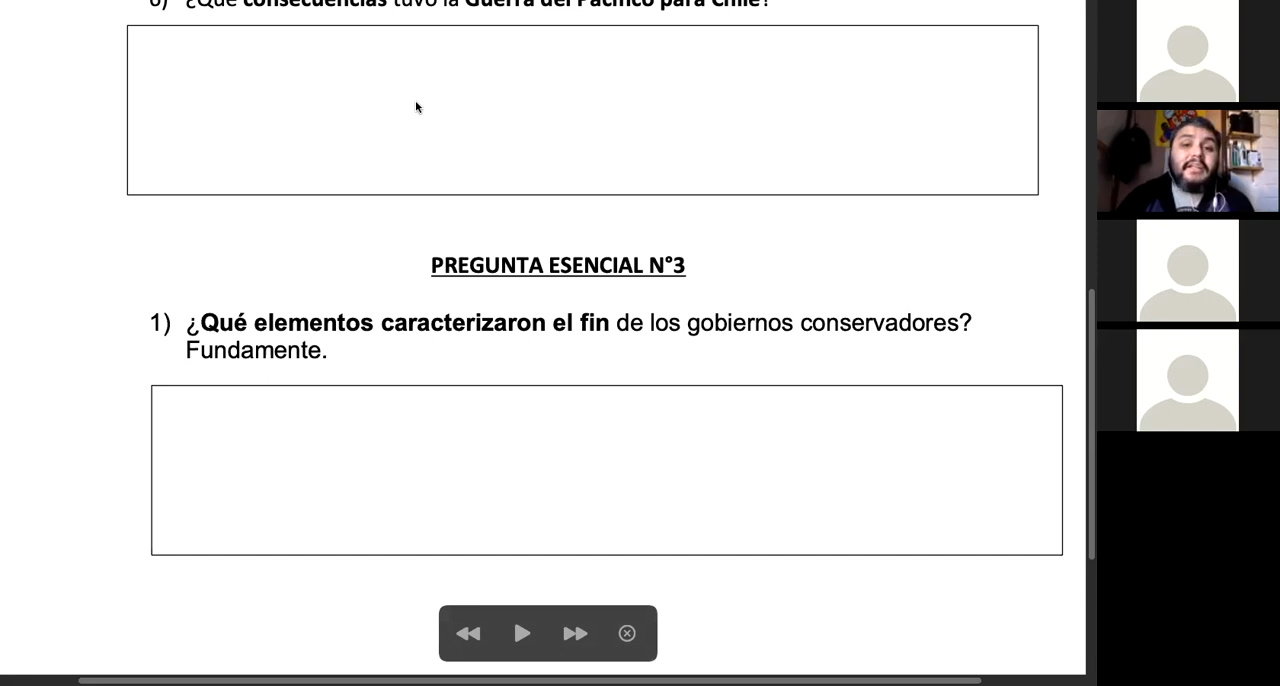 6) ¿Qué consecuencias tuvo la Guerra del Pacífico para Chile?
PREGUNTA ESENCIAL N°3
1) ¿Qué elementos caracterizaron el fin de los gobiernos conservadores?
Fundamente.